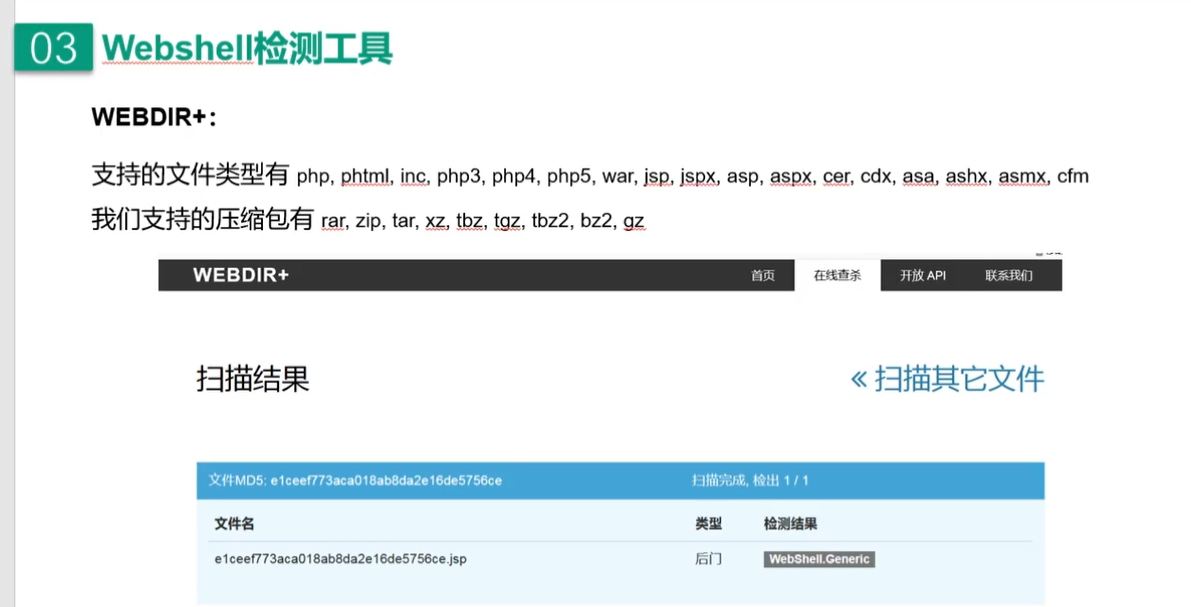 03 Webshell检测工具
WEBDIR+:
支持的文件类型有 php, phtml, inc, php3, php4, php5, war, jsp, jspx, asp, aspx, cer, cdx, asa, ashx, asmx, cfm
我们支持的压缩包有 rar, zip, tar, xz, tbz, tgz, tbz2, bz2, gz
WEBDIR+ 首页 在线查杀 开放 API 联系我们
扫描结果 « 扫描其它文件
文件MD5: e1ceef773aca018ab8da2e16de5756ce 扫描完成, 检出 1 / 1
文件名 类型 检测结果
e1ceef773aca018ab8da2e16de5756ce.jsp 后门 WebShell.Generic